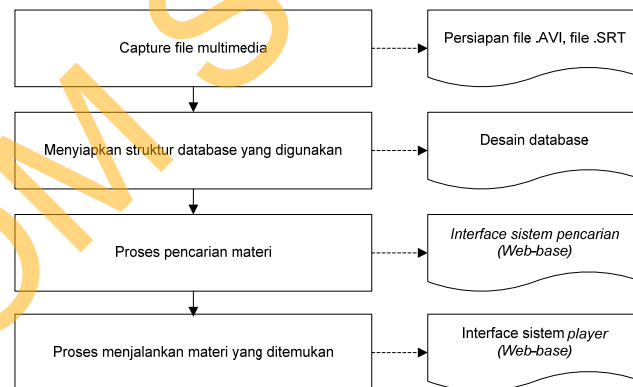 Capture file multimedia
Persiapan file .AVI, file .SRT
Menyiapkan struktur database yang digunakan
Desain database
Proses pencarian materi
Interface sistem pencarian
(Web-base)
Proses menjalankan materi yang ditemukan
Interface sistem player
(Web-base)